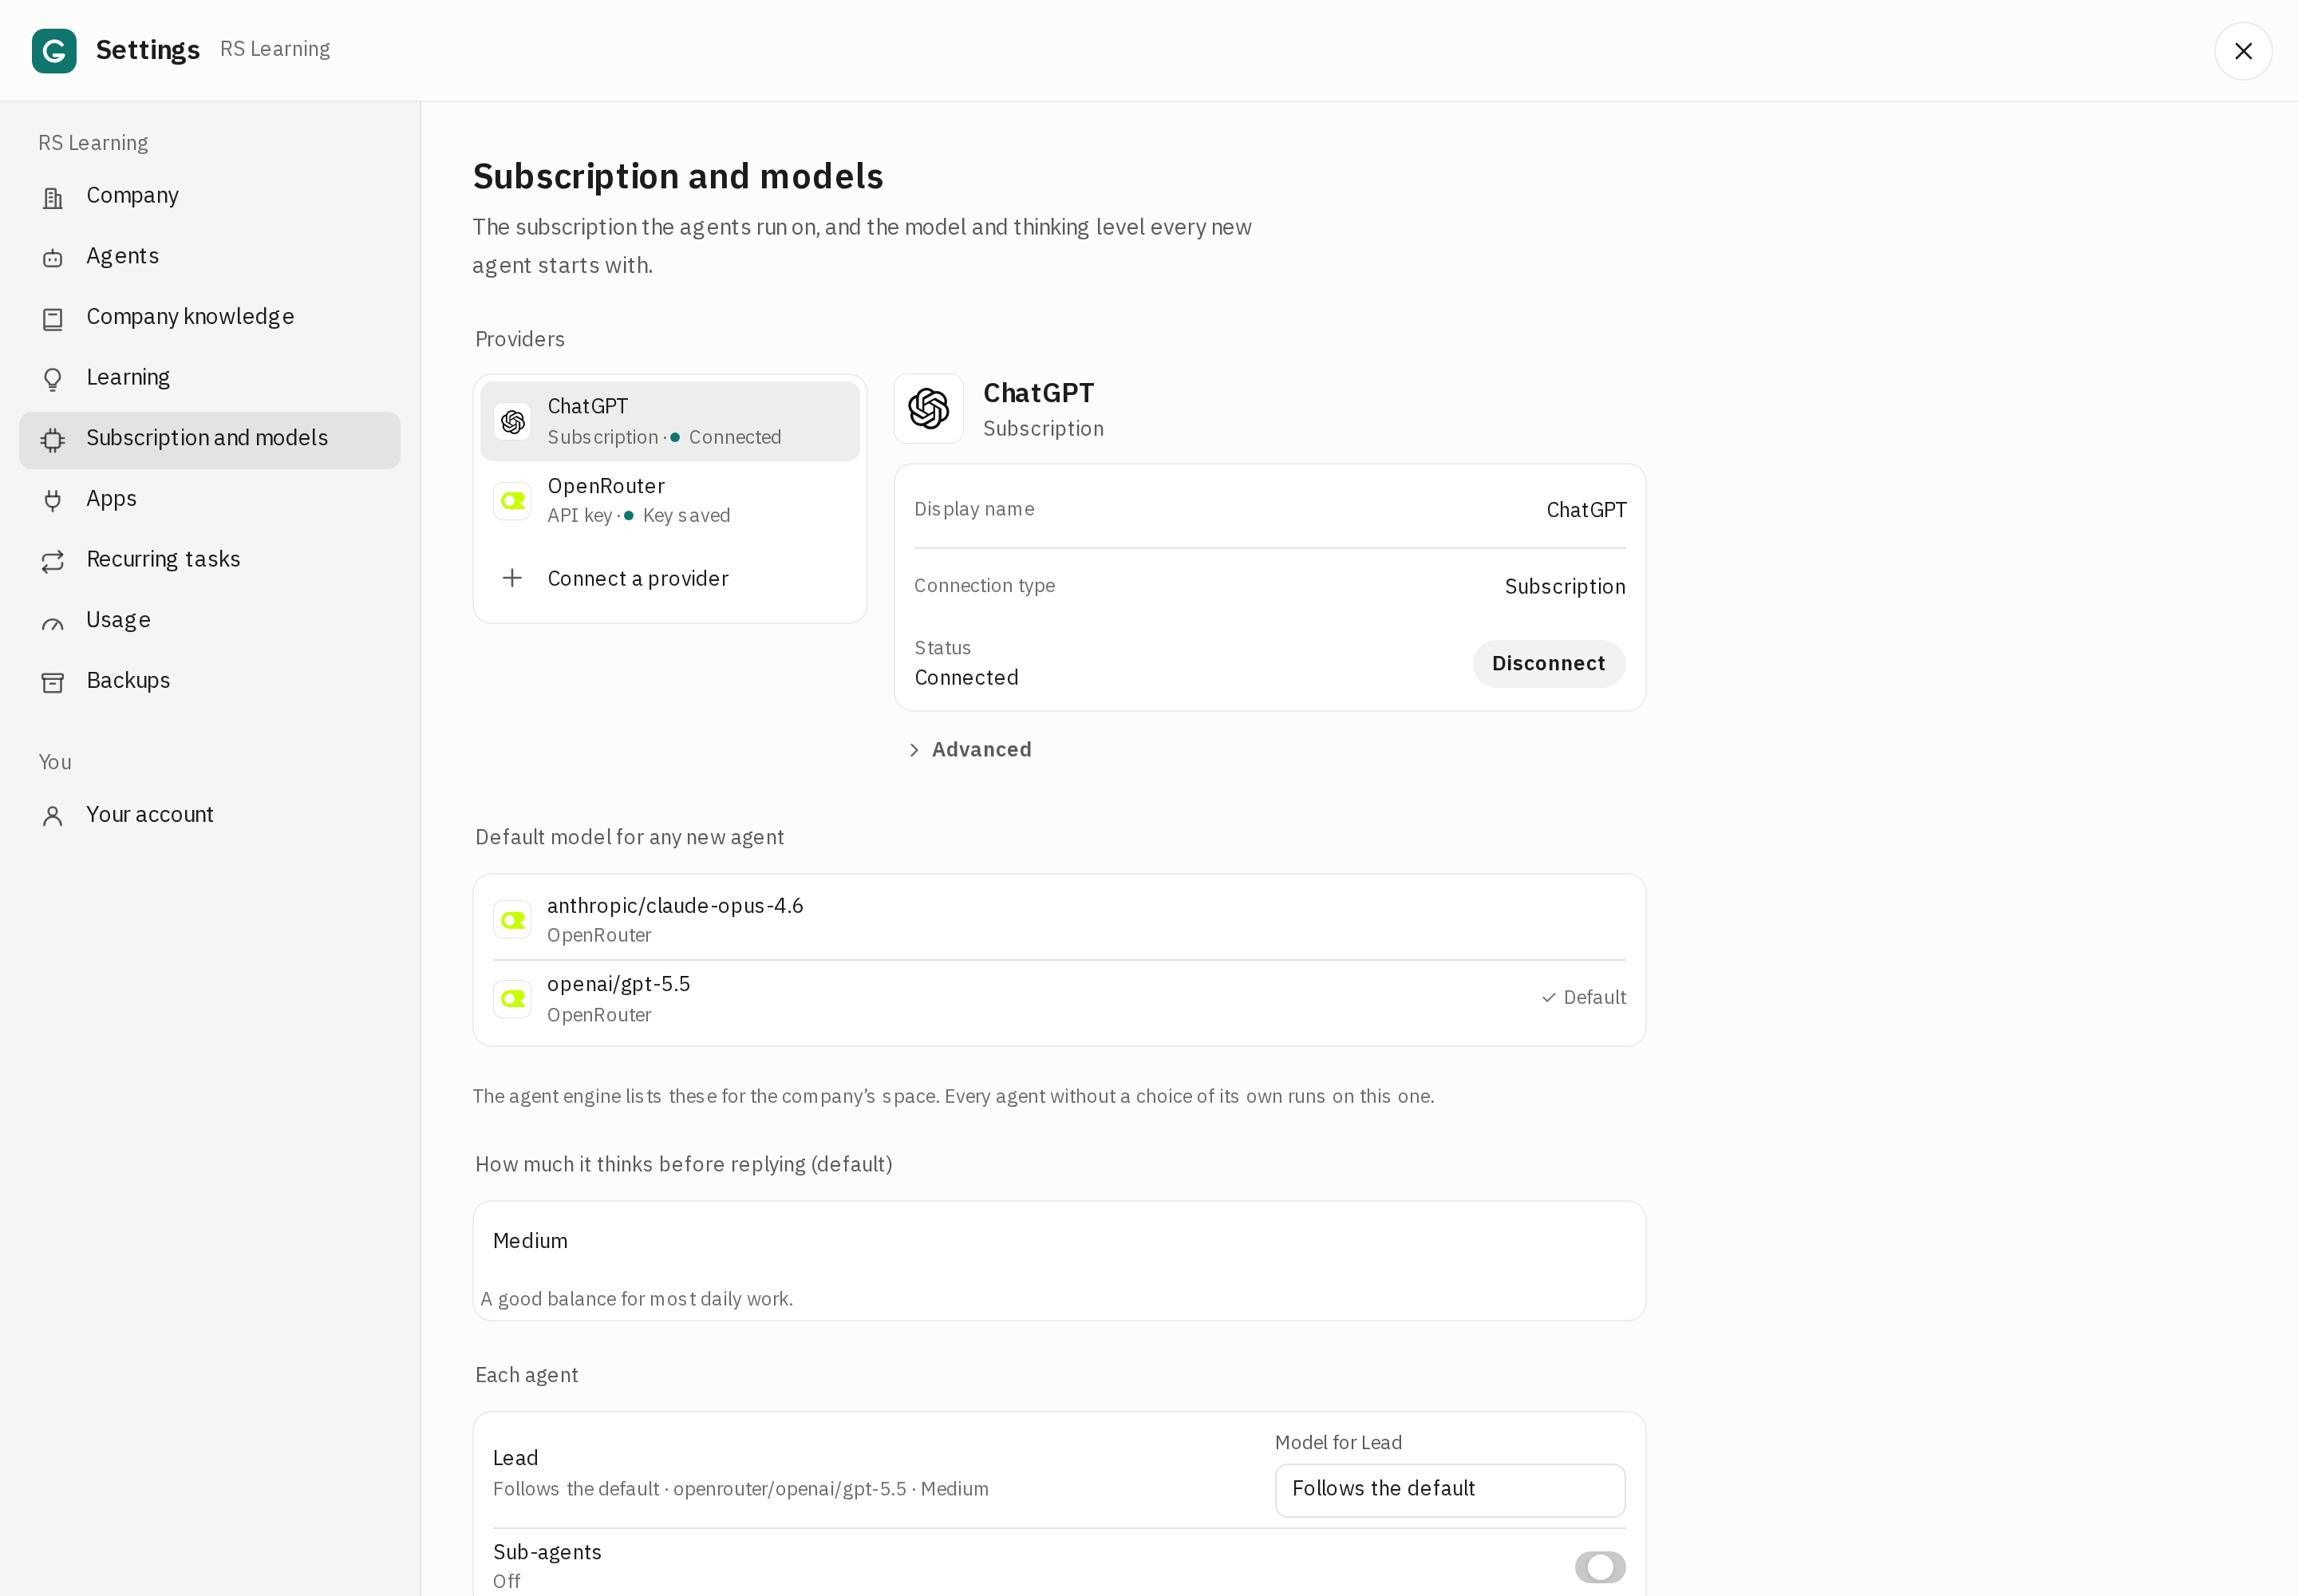 G
Settings RS Learning
RS Learning
Company
Agents
Company knowledge
Learning
Subscription and models
Apps
Recurring tasks
Usage
Backups
You
Your account
Subscription and models
The subscription the agents run on, and the model and thinking level every new
agent starts with.
Providers
ChatGPT
Subscription · Connected
OpenRouter
API key · Key saved
Connect a provider
ChatGPT
Subscription
Display name ChatGPT
Connection type Subscription
Status
Connected
Disconnect
Advanced
Default model for any new agent
anthropic/claude-opus-4.6
OpenRouter
openai/gpt-5.5
OpenRouter
Default
The agent engine lists these for the company’s space. Every agent without a choice of its own runs on this one.
How much it thinks before replying (default)
Medium
A good balance for most daily work.
Each agent
Lead
Follows the default · openrouter/openai/gpt-5.5 · Medium
Model for Lead
Follows the default
Sub-agents
Off